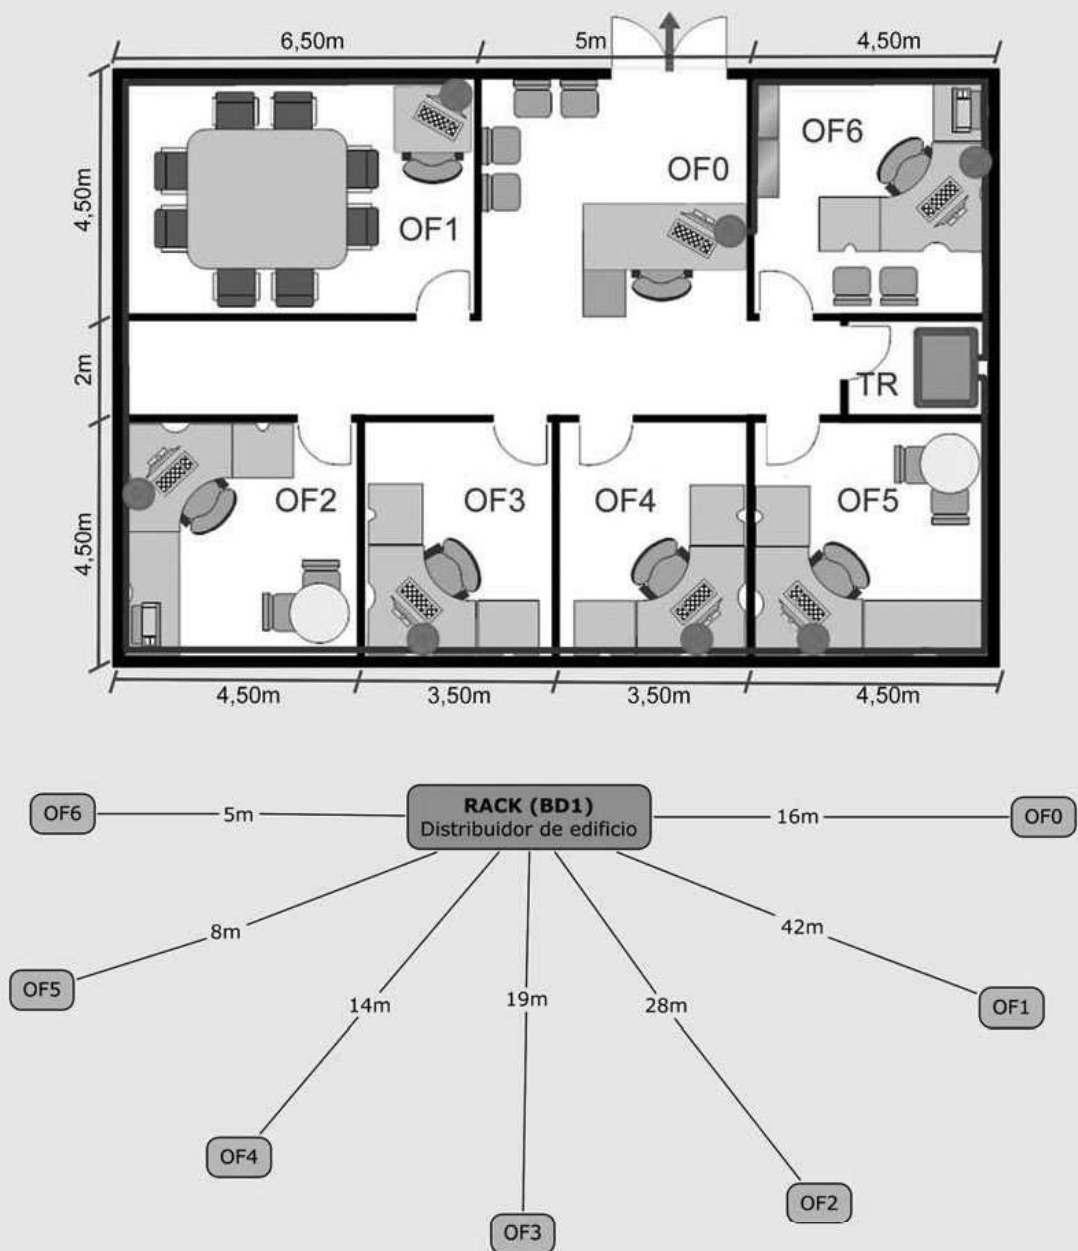 6,50m
5m
4,50m
4,50m
OF1
OF0
OF6
2m
TR
4,50m
OF2
OF3
OF4
OF5
4,50m
3,50m
3,50m
4,50m
RACK (BD1)
Distribuidor de edificio
OF6
5m
16m
OF0
8m
42m
OF5
14m
19m
28m
OF1
OF4
OF3
OF2